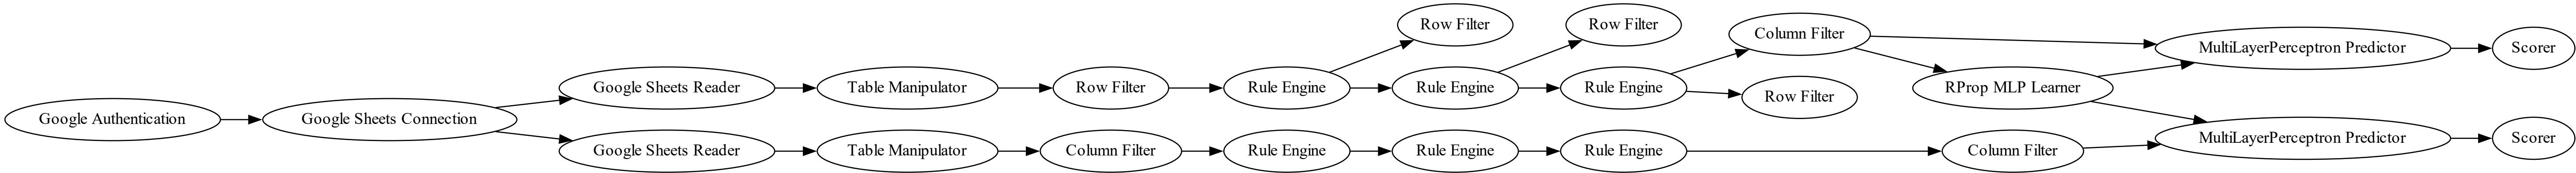 Google Authentication
Google Sheets Connection
Google Sheets Reader
Table Manipulator
Row Filter
Rule Engine
Row Filter
Rule Engine
Row Filter
Rule Engine
Column Filter
Row Filter
RProp MLP Learner
MultiLayerPerceptron Predictor
Scorer
Google Sheets Reader
Table Manipulator
Column Filter
Rule Engine
Rule Engine
Rule Engine
Column Filter
MultiLayerPerceptron Predictor
Scorer